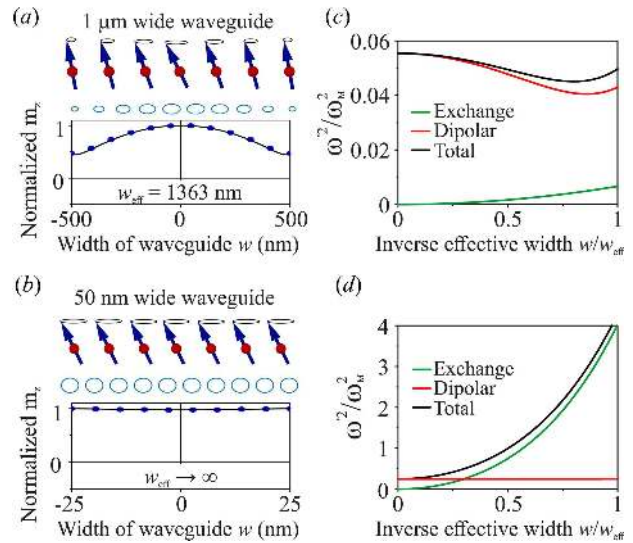 (a)
1 μm wide waveguide
Normalized m_z
1
0
w_eff = 1363 nm
-500
0
500
Width of waveguide w (nm)
(b)
50 nm wide waveguide
Normalized m_z
1
0
w_eff → ∞
-25
0
25
Width of waveguide w (nm)
(c)
ω'²/ω²_M
0.06
0.04
0.02
0
Exchange
Dipolar
Total
0
0.5
1
Inverse effective width w/w_eff
(d)
ω'²/ω²_M
4
3
2
1
0
Exchange
Dipolar
Total
0
0.5
1
Inverse effective width w/w_eff